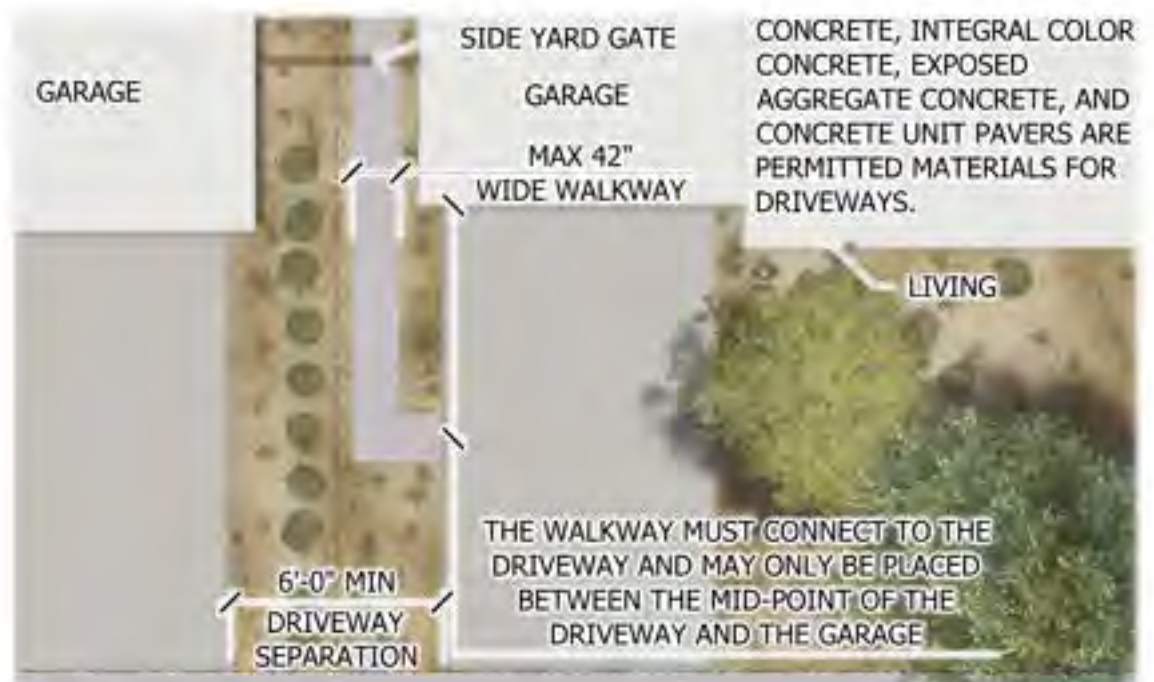 GARAGE
SIDE YARD GATE
GARAGE
MAX 42"
WIDE WALKWAY
CONCRETE, INTEGRAL COLOR
CONCRETE, EXPOSED
AGGREGATE CONCRETE, AND
CONCRETE UNIT PAVERS ARE
PERMITTED MATERIALS FOR
DRIVEWAYS.
LIVING
THE WALKWAY MUST CONNECT TO THE
DRIVEWAY AND MAY ONLY BE PLACED
BETWEEN THE MID-POINT OF THE
DRIVEWAY AND THE GARAGE
6'-0" MIN
DRIVEWAY
SEPARATION